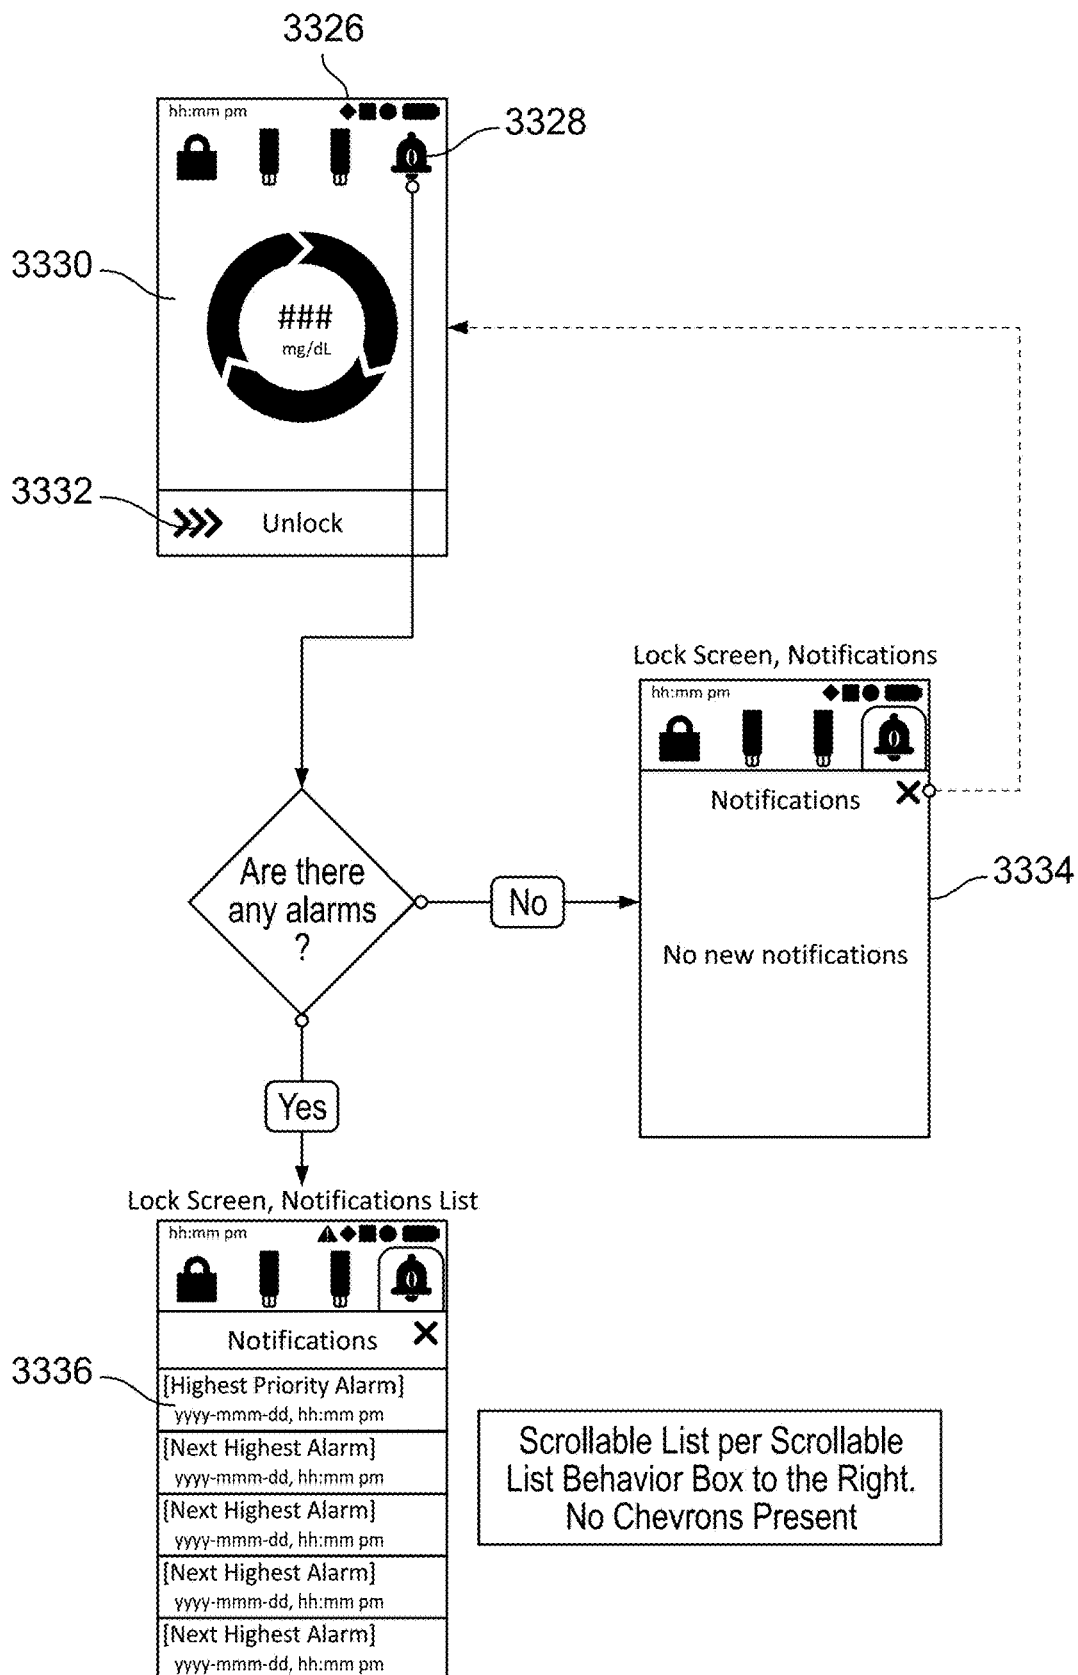 3326
hh:mm pm
3328
0
3330
###
mg/dL
3332
Unlock
Lock Screen, Notifications
hh:mm pm
0
Notifications
Are there
any alarms
?
No
3334
No new notifications
Yes
Lock Screen, Notifications List
hh:mm pm
0
Notifications
3336
[Highest Priority Alarm]
yyyy-mmm-dd, hh:mm pm
[Next Highest Alarm]
yyyy-mmm-dd, hh:mm pm
[Next Highest Alarm]
yyyy-mmm-dd, hh:mm pm
[Next Highest Alarm]
yyyy-mmm-dd, hh:mm pm
[Next Highest Alarm]
yyyy-mmm-dd, hh:mm pm
Scrollable List per Scrollable
List Behavior Box to the Right.
No Chevrons Present